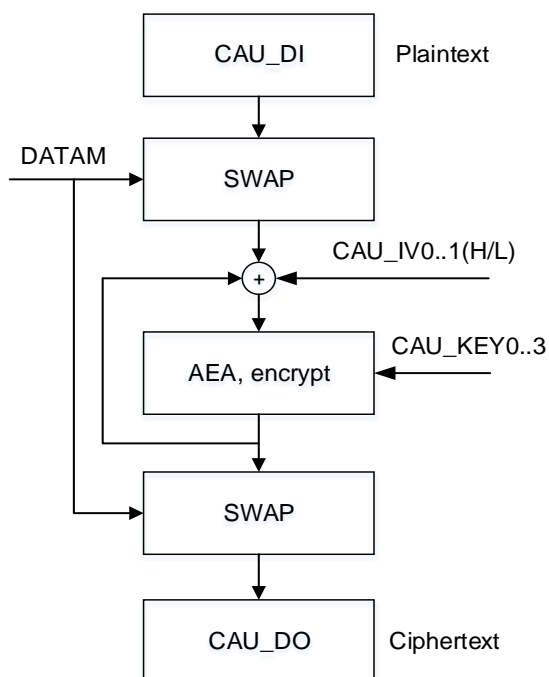 CAU_DI
Plaintext
DATAM
SWAP
CAU_IV0..1(H/L)
+
AEA, encrypt
CAU_KEY0..3
SWAP
CAU_DO
Ciphertext